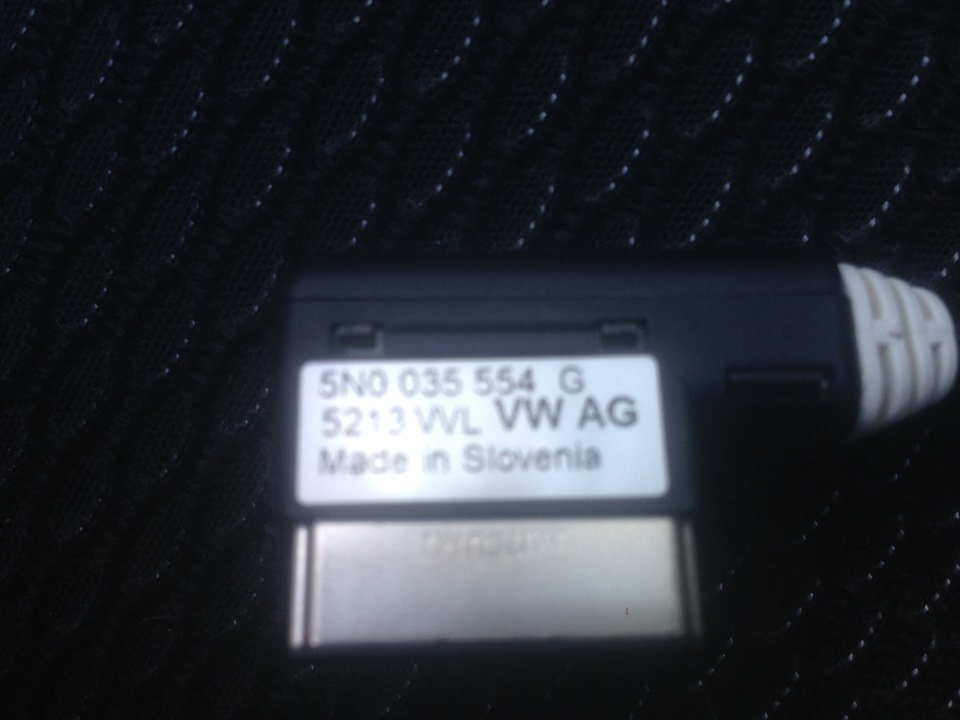 5N0 035 554 G
5213 VVL VW AG
Made in Slovenia